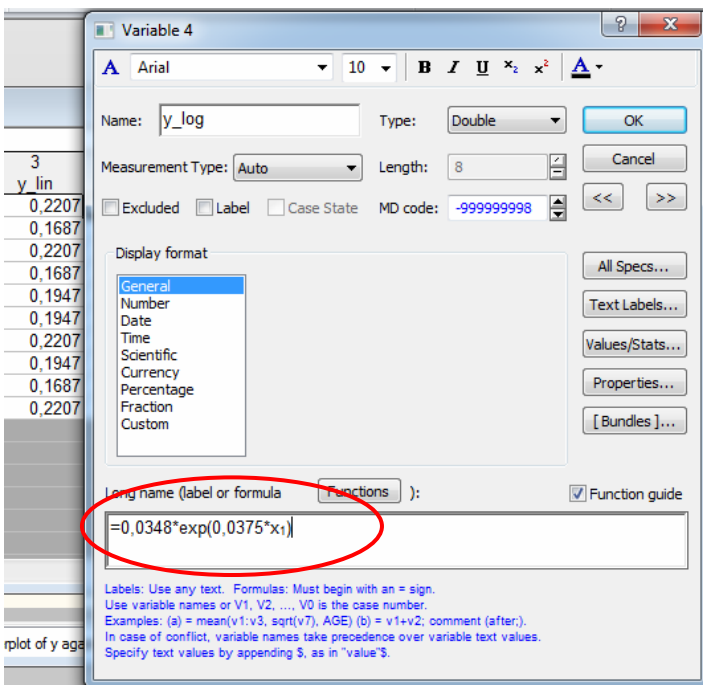 Variable 4
A Arial 10 B I U x₂ x² A
Name: y_log Type: Double OK
Measurement Type: Auto Length: 8 Cancel
Excluded Label Case State MD code: -999999998 << >>
Display format
General
Number
Date
Time
Scientific
Currency
Percentage
Fraction
Custom
All Specs...
Text Labels...
Values/Stats...
Properties...
[ Bundles ]...
Long name (label or formula Functions ): Function guide
=0,0348*exp(0,0375*x₁)
Labels: Use any text. Formulas: Must begin with an = sign.
Use variable names or V1, V2, ..., V0 is the case number.
Examples: (a) = mean(v1:v3, sqrt(v7), AGE) (b) = v1+v2; comment (after;).
In case of conflict, variable names take precedence over variable text values.
Specify text values by appending $, as in "value"$.
3
y_lin
0,2207
0,1687
0,2207
0,1687
0,1947
0,1947
0,2207
0,1947
0,1687
0,2207
rplot of y aga